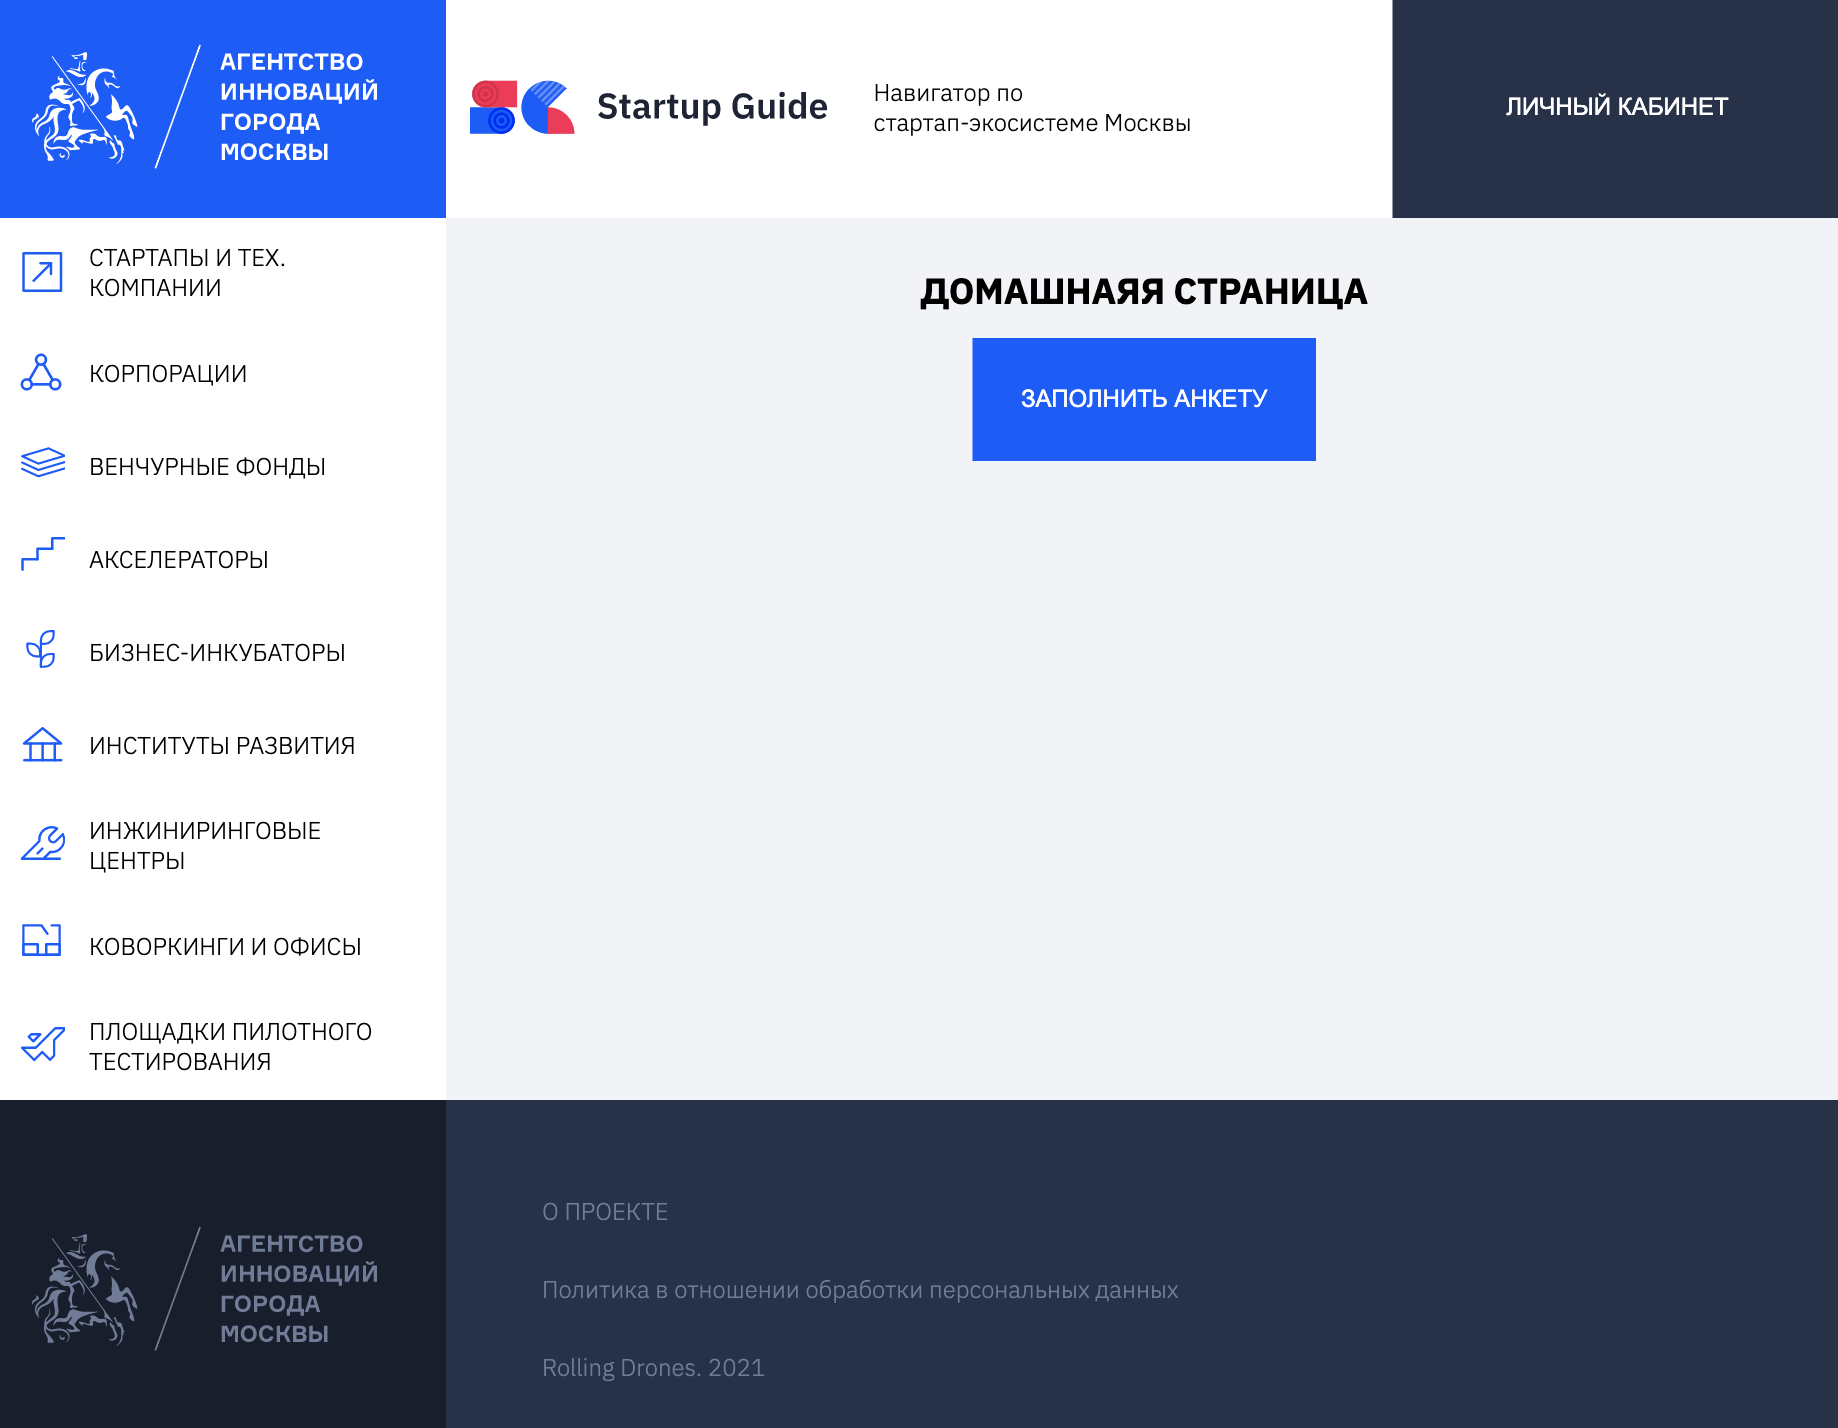 АГЕНТСТВО
ИННОВАЦИЙ
ГОРОДА
МОСКВЫ
Startup Guide
Навигатор по
стартап-экосистеме Москвы
ЛИЧНЫЙ КАБИНЕТ
СТАРТАПЫ И ТЕХ.
КОМПАНИИ
КОРПОРАЦИИ
ВЕНЧУРНЫЕ ФОНДЫ
АКСЕЛЕРАТОРЫ
БИЗНЕС-ИНКУБАТОРЫ
ИНСТИТУТЫ РАЗВИТИЯ
ИНЖИНИРИНГОВЫЕ
ЦЕНТРЫ
КОВОРКИНГИ И ОФИСЫ
ПЛОЩАДКИ ПИЛОТНОГО
ТЕСТИРОВАНИЯ
ДОМАШНАЯЯ СТРАНИЦА
ЗАПОЛНИТЬ АНКЕТУ
АГЕНТСТВО
ИННОВАЦИЙ
ГОРОДА
МОСКВЫ
О ПРОЕКТЕ
Политика в отношении обработки персональных данных
Rolling Drones. 2021